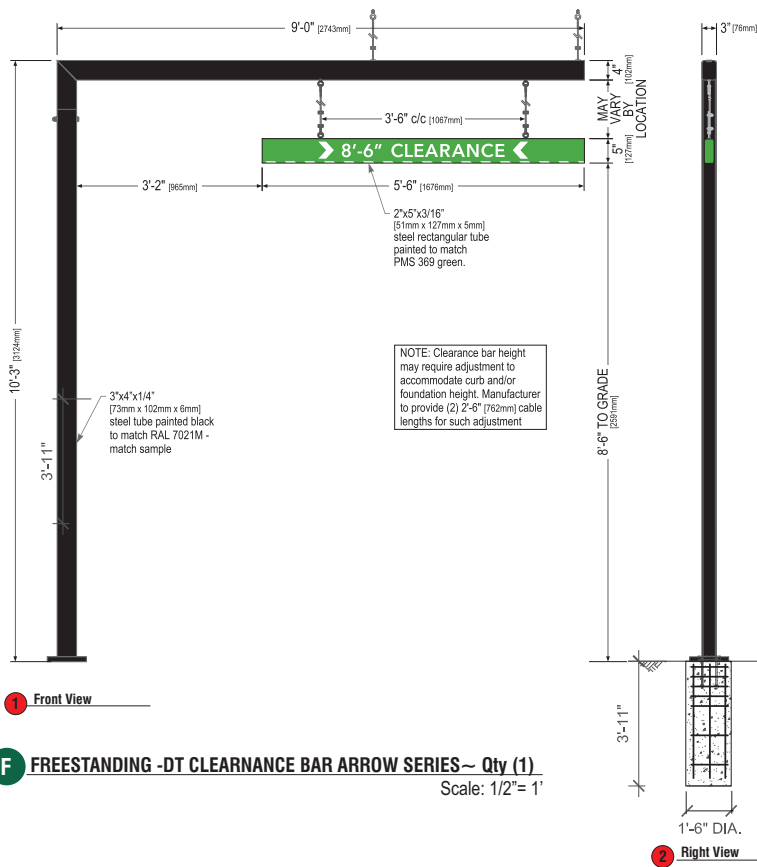 9'-0" [2743mm]
3" [76mm]
4" [102mm]
MAY VARY BY LOCATION
3'-6" c/c [1067mm]
8'-6" CLEARANCE
5" [127mm]
3'-2" [965mm]
5'-6" [1676mm]
2"x5"x3/16"
[51mm x 127mm x 5mm]
steel rectangular tube
painted to match
PMS 369 green.
10'-3" [3124mm]
NOTE: Clearance bar height
may require adjustment to
accommodate curb and/or
foundation height. Manufacturer
to provide (2) 2'-6" [762mm] cable
lengths for such adjustment
8'-6" TO GRADE
[2591mm]
3"x4"x1/4"
[73mm x 102mm x 6mm]
steel tube painted black
to match RAL 7021M -
match sample
3'-11"
1 Front View
3'-11"
F FREESTANDING -DT CLEARNANCE BAR ARROW SERIES~ Qty (1)
Scale: 1/2"= 1'
1'-6" DIA.
2 Right View